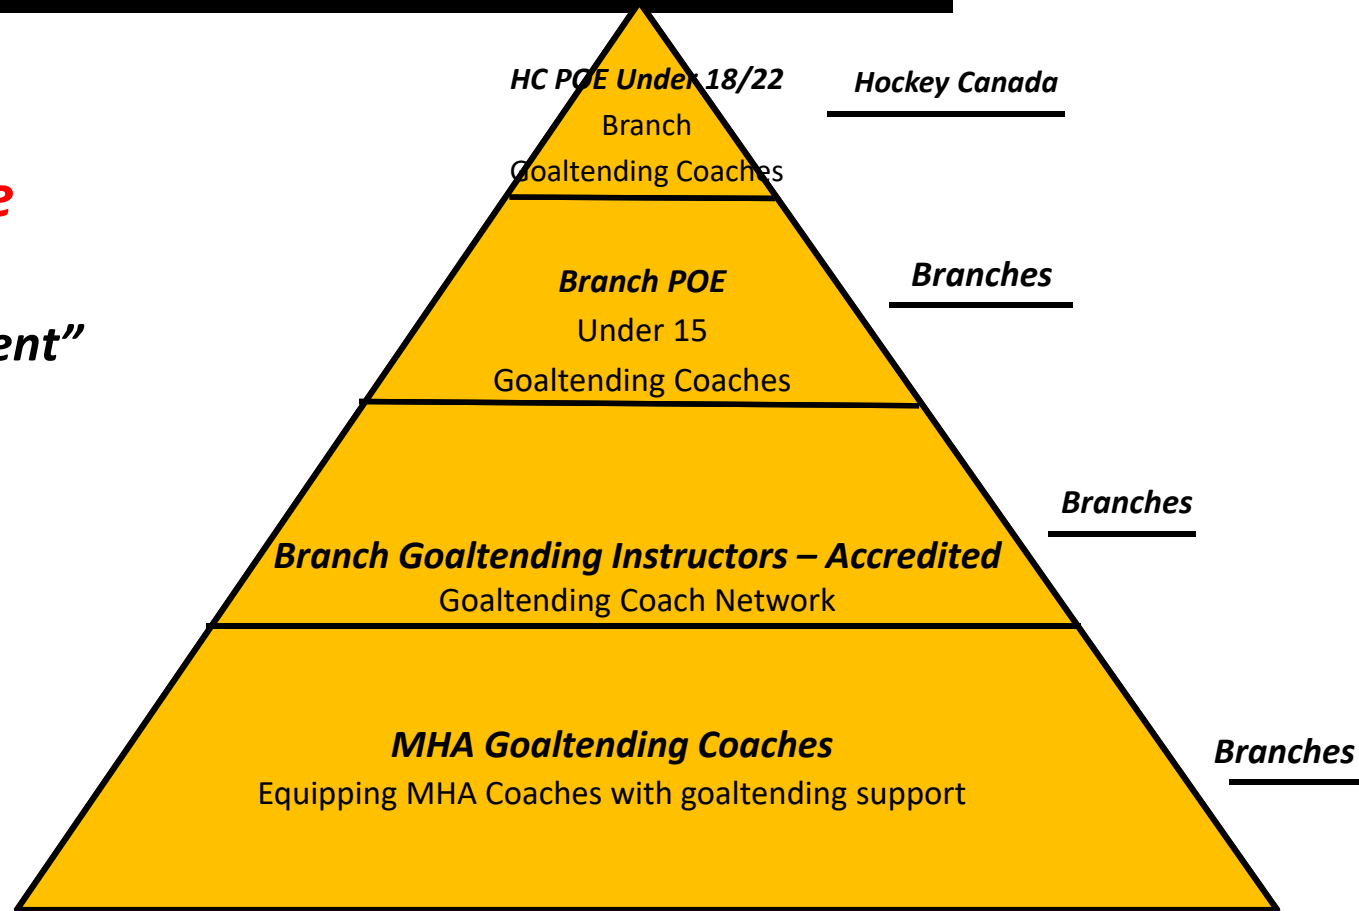 HC POE Under 18/22
Hockey Canada
Branch
Goaltending Coaches
Branch POE
Branches
Under 15
Goaltending Coaches
Branches
Branch Goaltending Instructors – Accredited
Goaltending Coach Network
MHA Goaltending Coaches
Branches
Equipping MHA Coaches with goaltending support